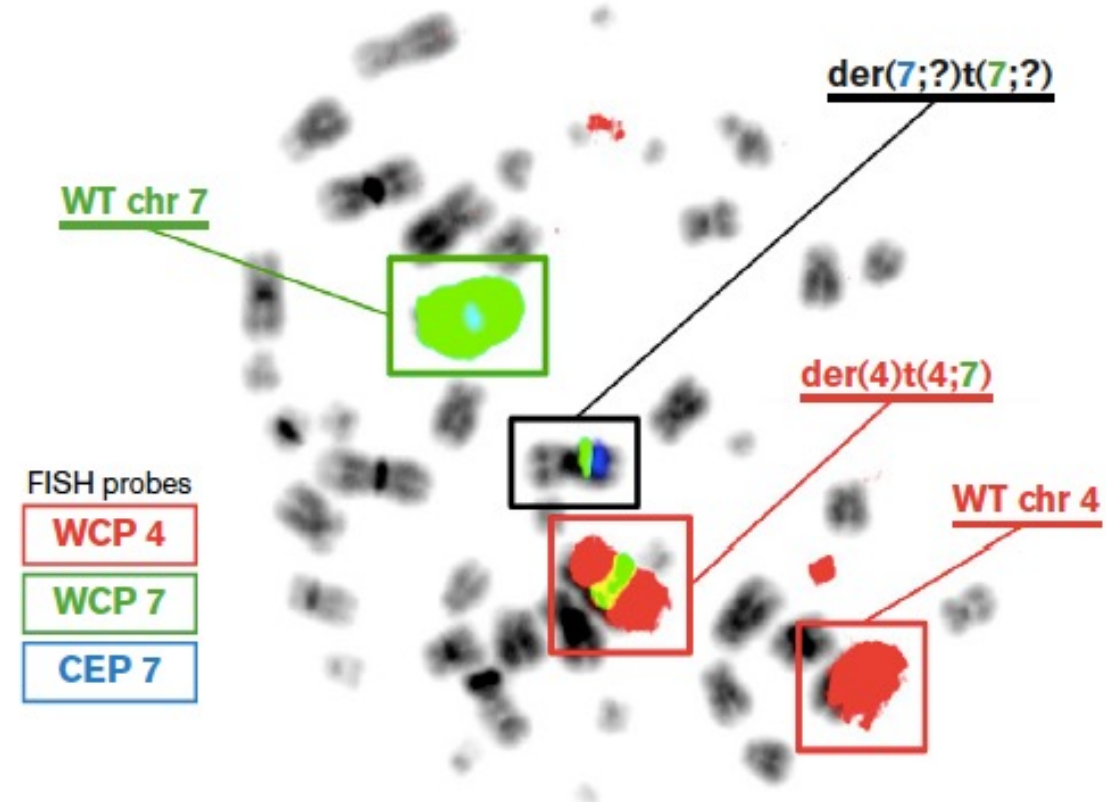 der(7;?)t(7;?)
WT chr 7
der(4)t(4;7)
FISH probes
WCP 4
WCP 7
CEP 7
WT chr 4